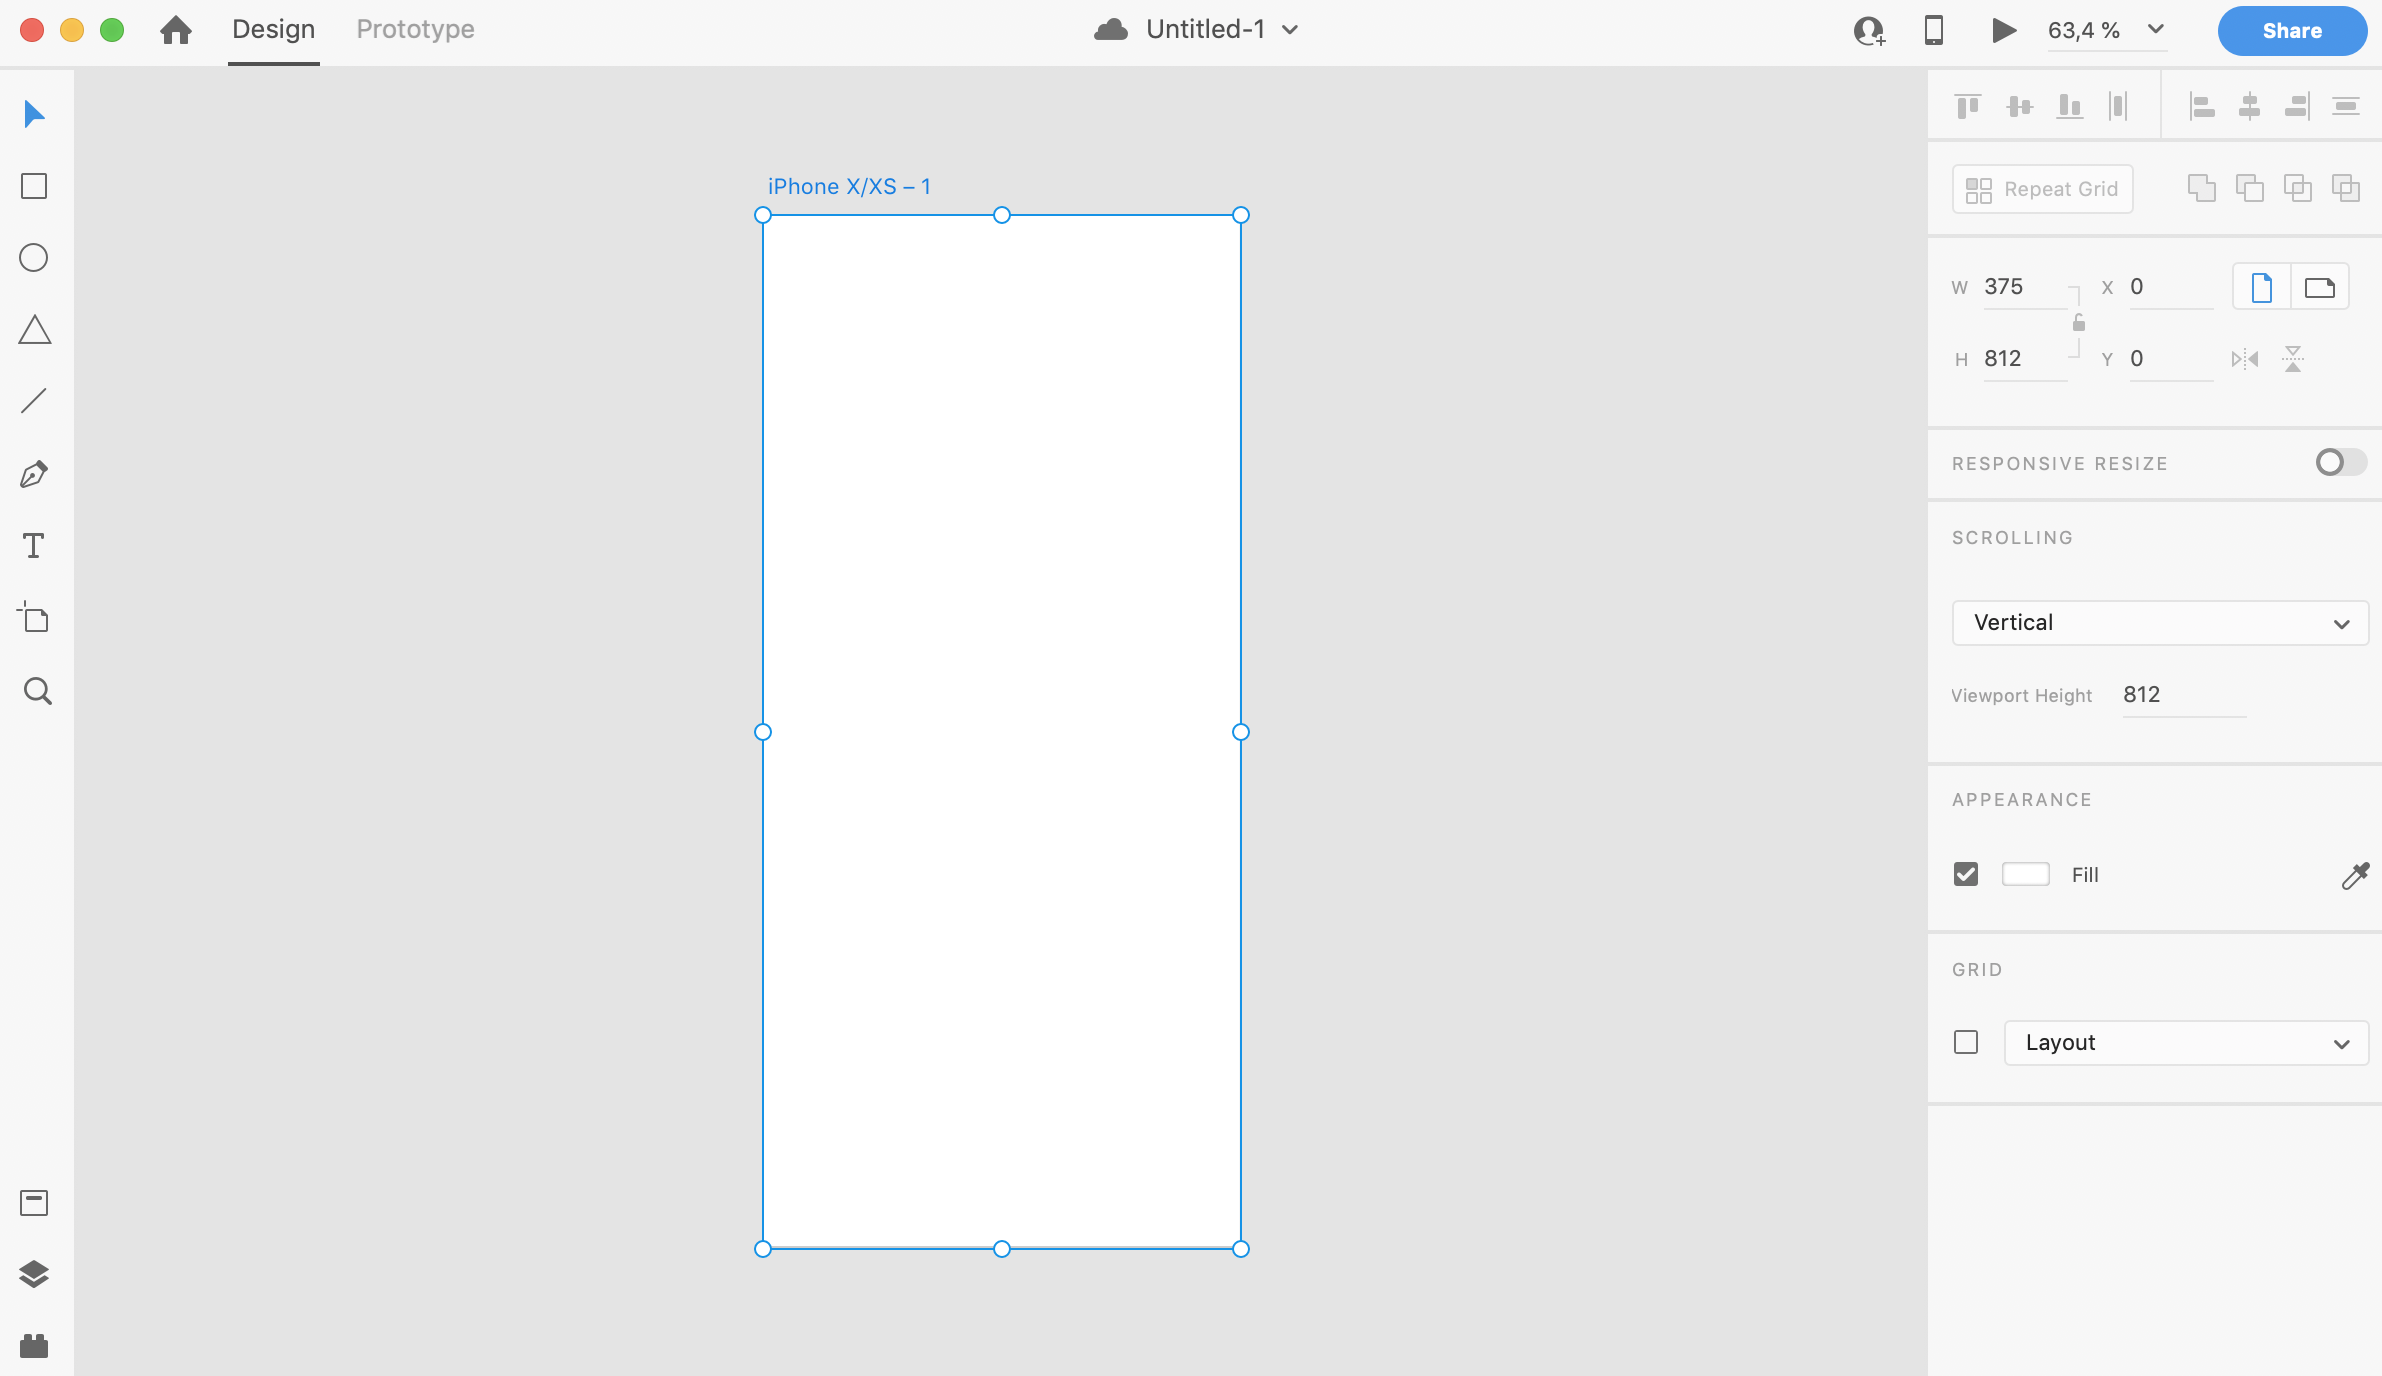 Design
Prototype
Untitled-1
63,4 %
Share
iPhone X/XS – 1
Repeat Grid
W 375
X 0
H 812
Y 0
RESPONSIVE RESIZE
SCROLLING
Vertical
Viewport Height 812
APPEARANCE
Fill
GRID
Layout